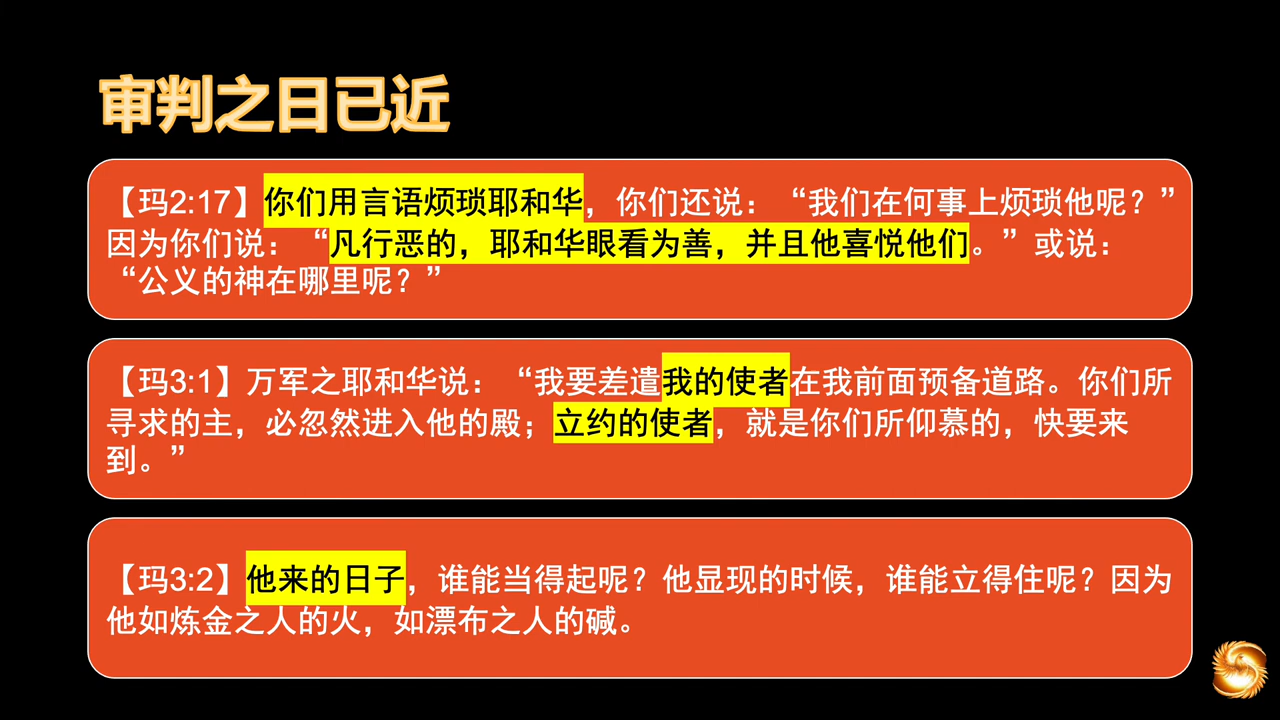 审判之日已近
【玛2:17】你们用言语烦琐耶和华，你们还说：“我们在何事上烦琐他呢？”
因为你们说：“凡行恶的，耶和华眼看为善，并且他喜悦他们。”或说：
“公义的神在哪里呢？”
【玛3:1】万军之耶和华说：“我要差遣我的使者在我前面预备道路。你们所
寻求的主，必忽然进入他的殿；立约的使者，就是你们所仰慕的，快要来
到。”
【玛3:2】他来的日子，谁能当得起呢？他显现的时候，谁能立得住呢？因为
他如炼金之人的火，如漂布之人的碱。